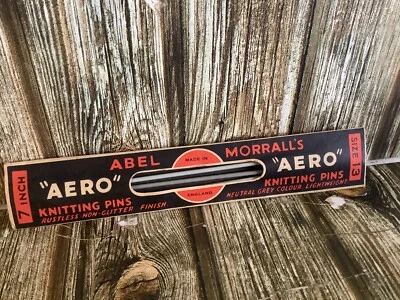 7 INCH
ABEL MORRALL'S
"AERO"
KNITTING PINS
RUSTLESS-NON-GLITTER FINISH
MADE IN
ENGLAND
"AERO"
KNITTING PINS
NEUTRAL GREY COLOUR, LIGHTWEIGHT
SIZE 13